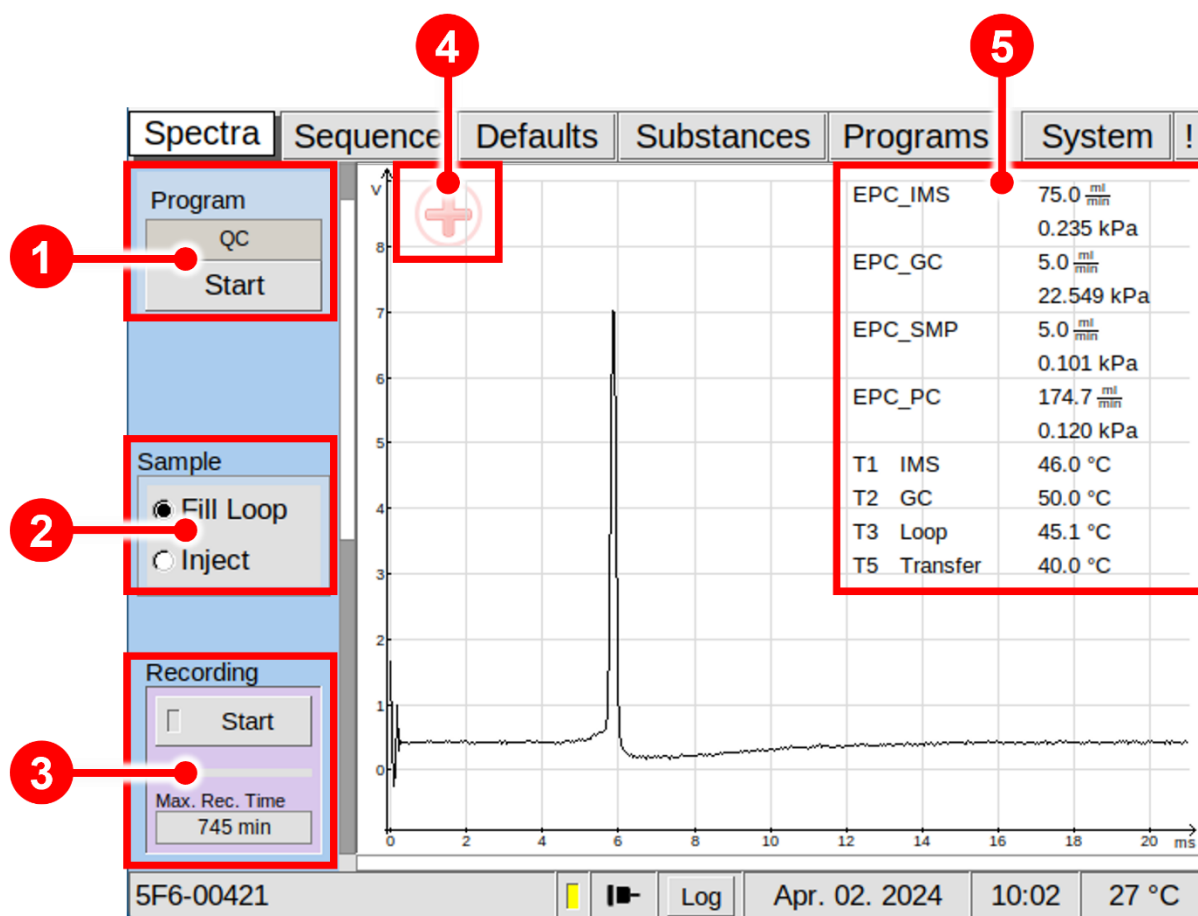 4
5
Spectra
Sequence
Defaults
Substances
Programs
System
!
1
Program
QC
Start
2
Sample
Fill Loop
Inject
3
Recording
Start
Max. Rec. Time
745 min
V
8
7
6
5
4
3
2
1
0
0 2 4 6 8 10 12 14 16 18 20 ms
EPC_IMS 75.0 ml/min
0.235 kPa
EPC_GC 5.0 ml/min
22.549 kPa
EPC_SMP 5.0 ml/min
0.101 kPa
EPC_PC 174.7 ml/min
0.120 kPa
T1 IMS 46.0 °C
T2 GC 50.0 °C
T3 Loop 45.1 °C
T5 Transfer 40.0 °C
5F6-00421
Log
Apr. 02. 2024
10:02
27 °C